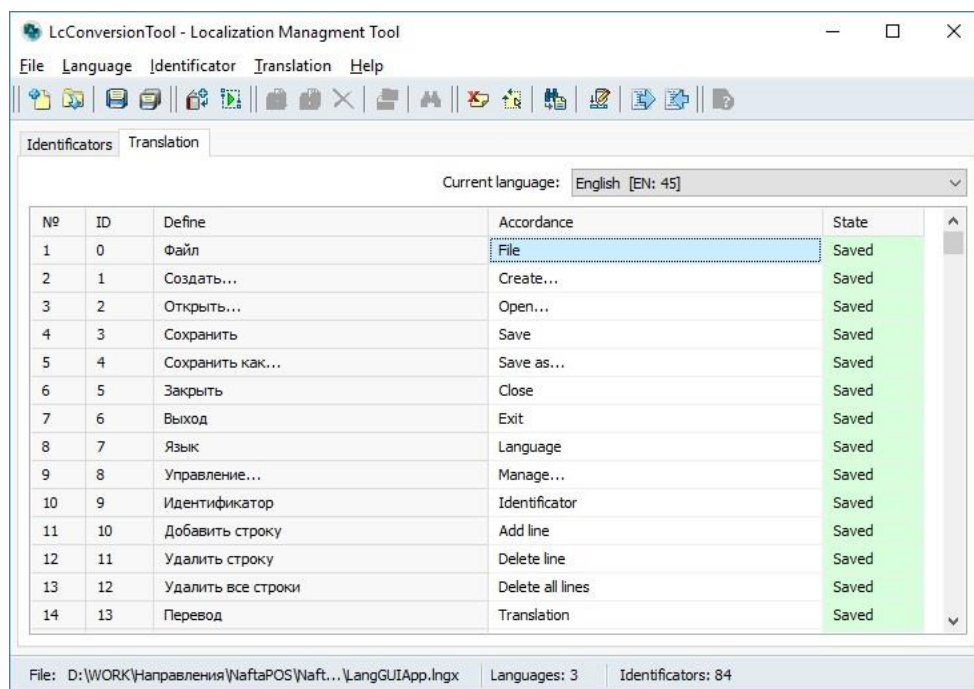 LcConversionTool - Localization Managment Tool
File Language Identificator Translation Help
Identificators Translation
Current language: English [EN: 45]
№ ID Define Accordance State
1 0 Файл File Saved
2 1 Создать... Create... Saved
3 2 Открыть... Open... Saved
4 3 Сохранить Save Saved
5 4 Сохранить как... Save as... Saved
6 5 Закрыть Close Saved
7 6 Выход Exit Saved
8 7 Язык Language Saved
9 8 Управление... Manage... Saved
10 9 Идентификатор Identificator Saved
11 10 Добавить строку Add line Saved
12 11 Удалить строку Delete line Saved
13 12 Удалить все строки Delete all lines Saved
14 13 Перевод Translation Saved
File: D:\WORK\Направления\NaftaPOS\Naft...\LangGUIApp.lngx Languages: 3 Identificators: 84